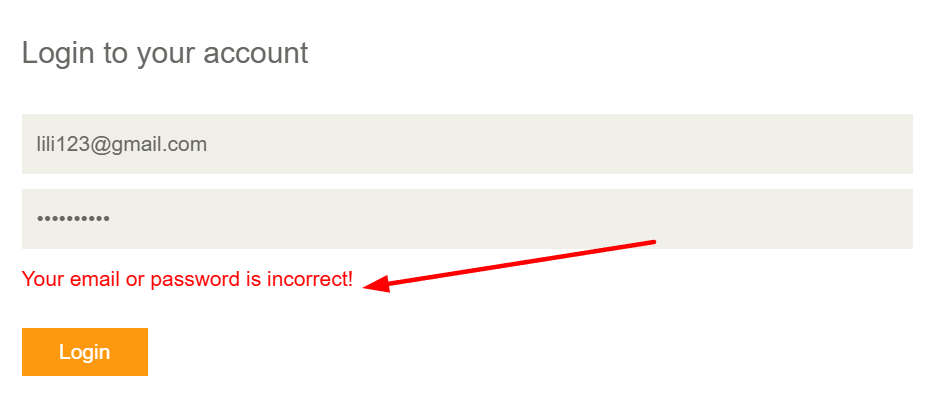 Login to your account
lili123@gmail.com
••••••••••
Your email or password is incorrect!
Login